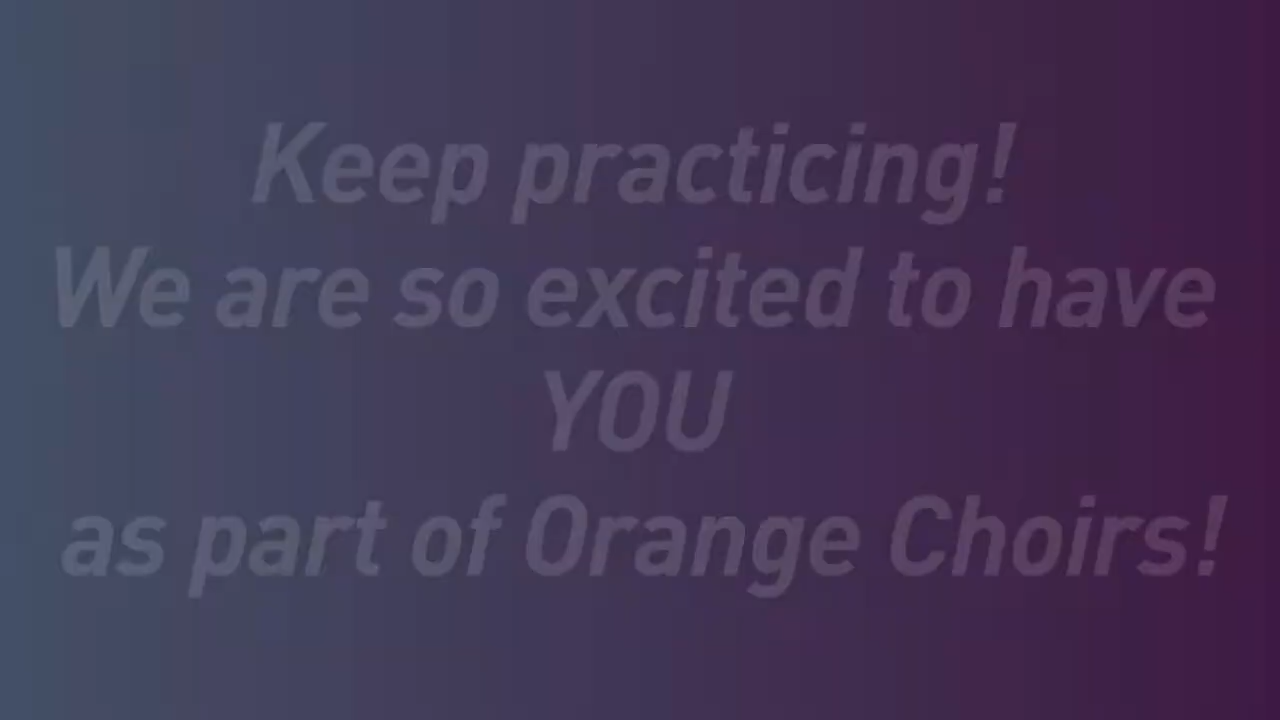 Keep practicing!
We are so excited to have
YOU
as part of Orange Choirs!